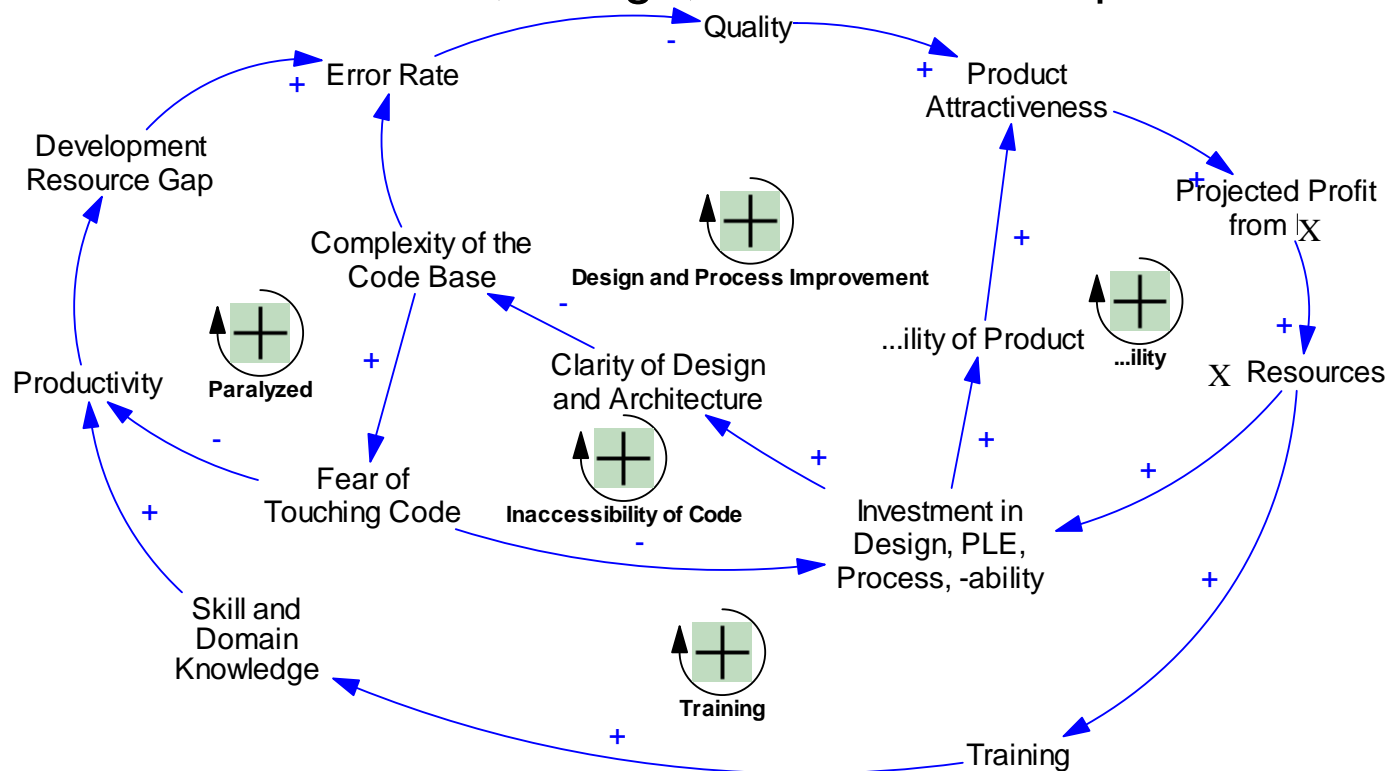 Quality
-
+
Error Rate
+
Product
Attractiveness
Development
Resource Gap
+
Projected Profit
from X
Complexity of the
Code Base
+
Design and Process Improvement
-
+
...ility of Product
...ility
+
Clarity of Design
and Architecture
X Resources
Productivity
Paralyzed
-
+
+
+
Fear of
Touching Code
Inaccessibility of Code
-
Investment in
Design, PLE,
Process, -ability
+
+
Skill and
Domain
Knowledge
Training
+
Training